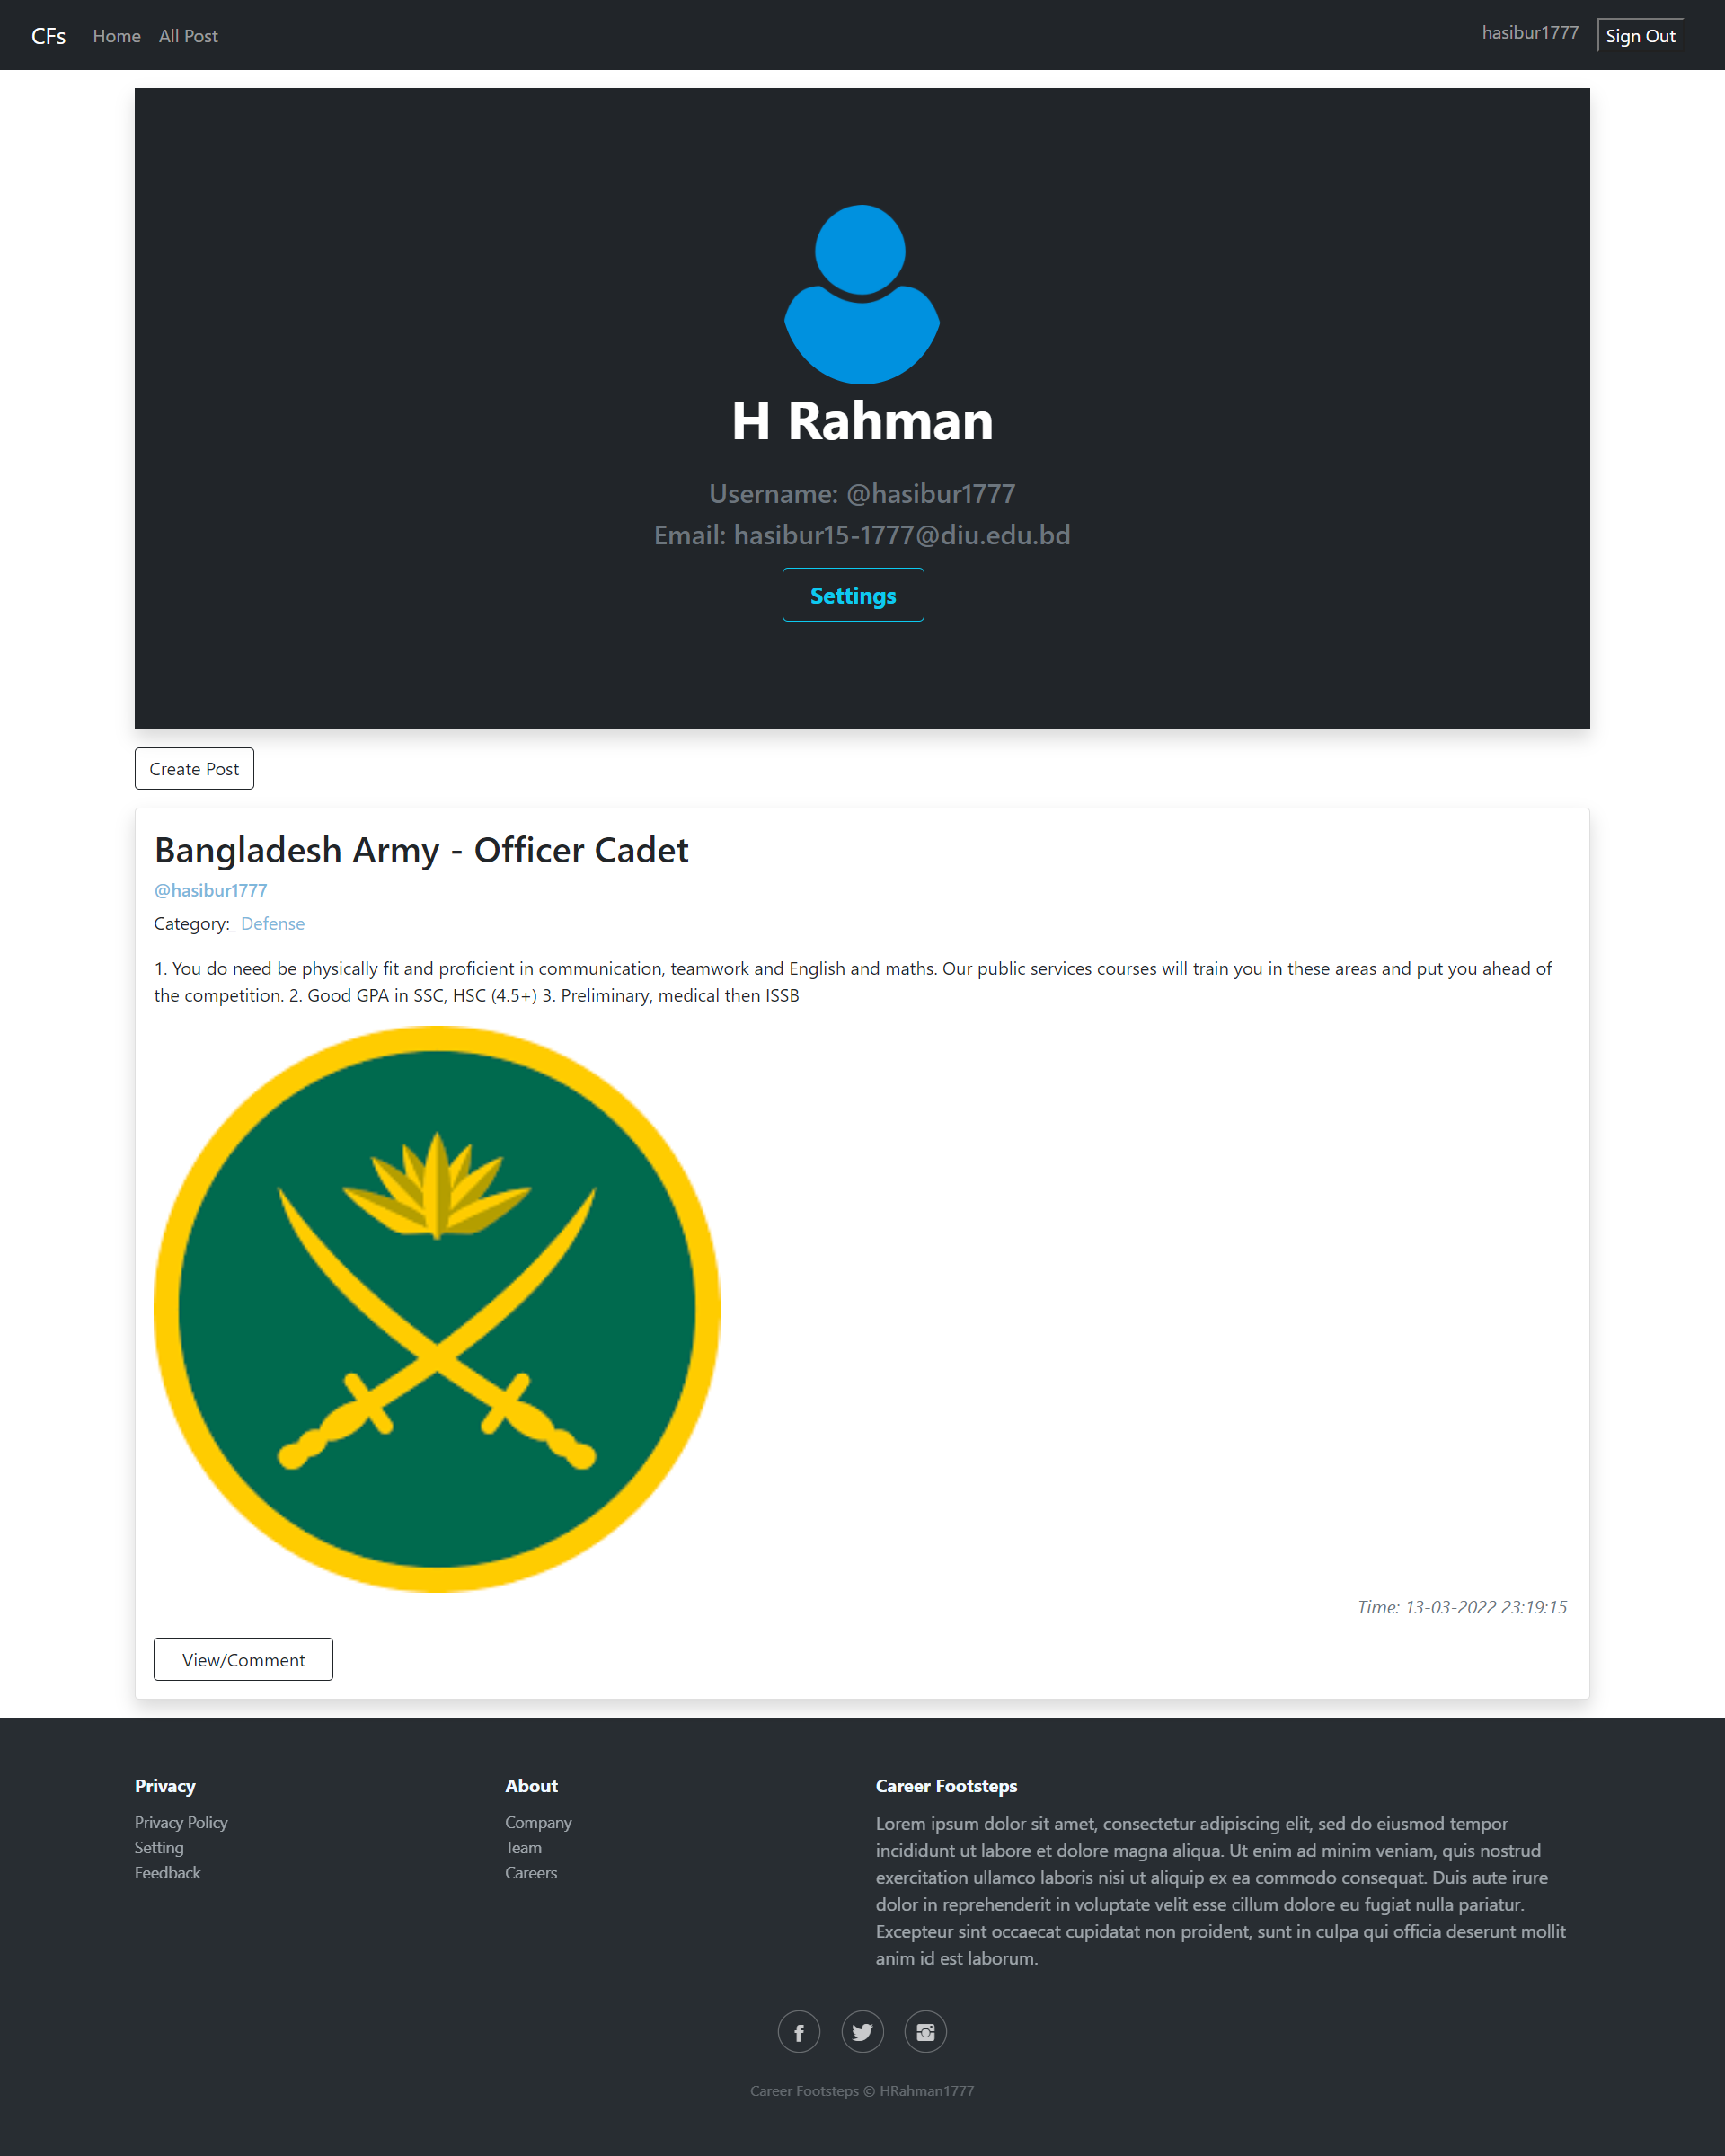 CFs Home All Post hasibur1777 Sign Out
H Rahman
Username: @hasibur1777
Email: hasibur15-1777@diu.edu.bd
Settings
Create Post
Bangladesh Army - Officer Cadet
@hasibur1777
Category:_ Defense
1. You do need be physically fit and proficient in communication, teamwork and English and maths. Our public services courses will train you in these areas and put you ahead of
the competition. 2. Good GPA in SSC, HSC (4.5+) 3. Preliminary, medical then ISSB
Time: 13-03-2022 23:19:15
View/Comment
Privacy
Privacy Policy
Setting
Feedback
About
Company
Team
Careers
Career Footsteps
Lorem ipsum dolor sit amet, consectetur adipiscing elit, sed do eiusmod tempor
incididunt ut labore et dolore magna aliqua. Ut enim ad minim veniam, quis nostrud
exercitation ullamco laboris nisi ut aliquip ex ea commodo consequat. Duis aute irure
dolor in reprehenderit in voluptate velit esse cillum dolore eu fugiat nulla pariatur.
Excepteur sint occaecat cupidatat non proident, sunt in culpa qui officia deserunt mollit
anim id est laborum.
Career Footsteps © HRahman1777